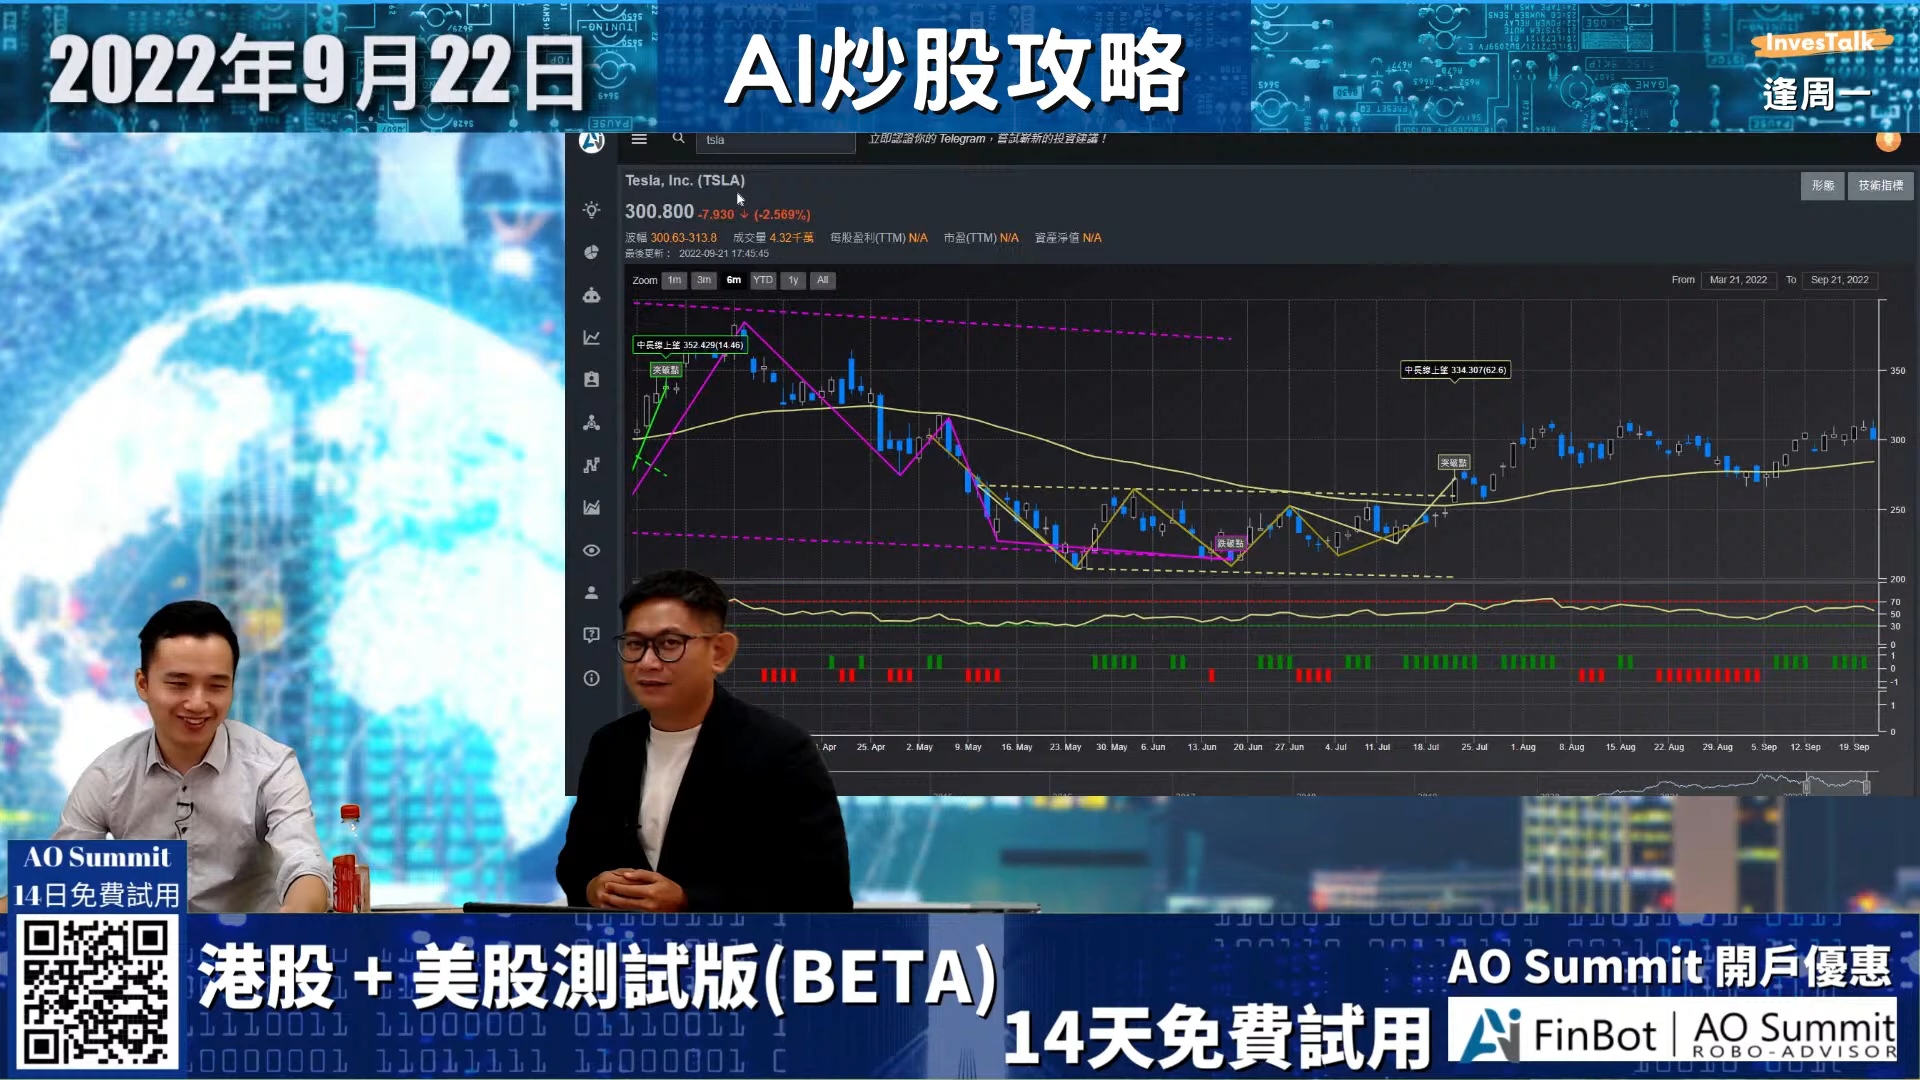 2022年9月22日
AI炒股攻略
InvesTalk
逢周一
tsla
立即認證你的 Telegram，嘗試嶄新的投資建議！
Tesla, Inc. (TSLA)
形態
技術指標
300.800 -7.930 ↓ (-2.569%)
波幅 300.63-313.8 成交量 4.32千萬 每股盈利(TTM) N/A 市盈(TTM) N/A 資產淨值 N/A
最後更新： 2022-09-21 17:45:45
Zoom 1m 3m 6m YTD 1y All
From Mar 21, 2022 To Sep 21, 2022
中長線上望 352.429(14.46)
突破點
中長線上望 334.307(62.6)
突破點
跌破點
350
300
250
200
70
50
30
0
1
0
-1
1
0
Apr 25. Apr 2. May 9. May 16. May 23. May 30. May 6. Jun 13. Jun 20. Jun 27. Jun 4. Jul 11. Jul 18. Jul 25. Jul 1. Aug 8. Aug 15. Aug 22. Aug 29. Aug 5. Sep 12. Sep 19. Sep
AO Summit
14日免費試用
港股 + 美股測試版(BETA)
14天免費試用
AO Summit 開戶優惠
Ai FinBot | AO Summit
ROBO-ADVISOR